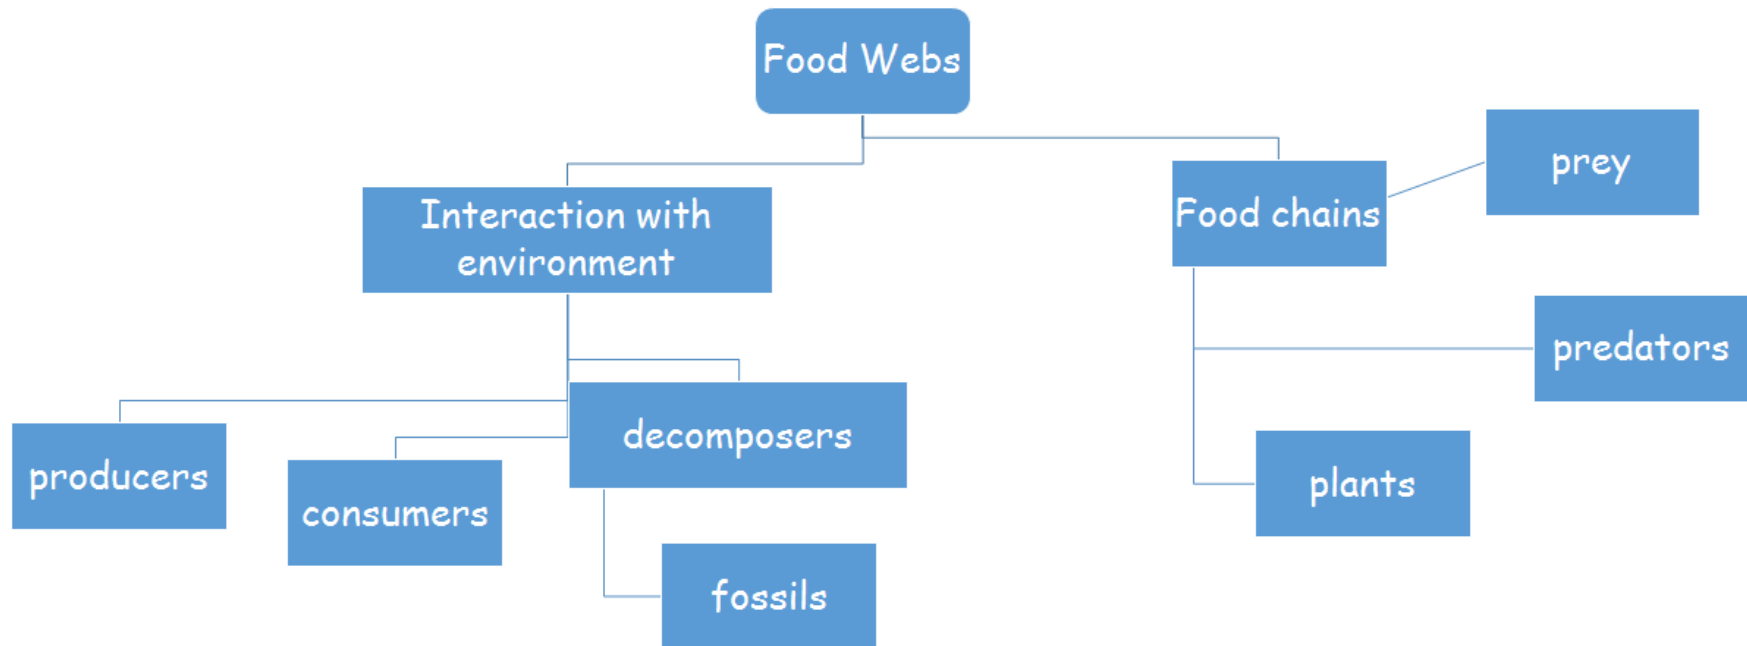 Food Webs
Interaction with
environment
Food chains
prey
predators
producers
consumers
decomposers
plants
fossils